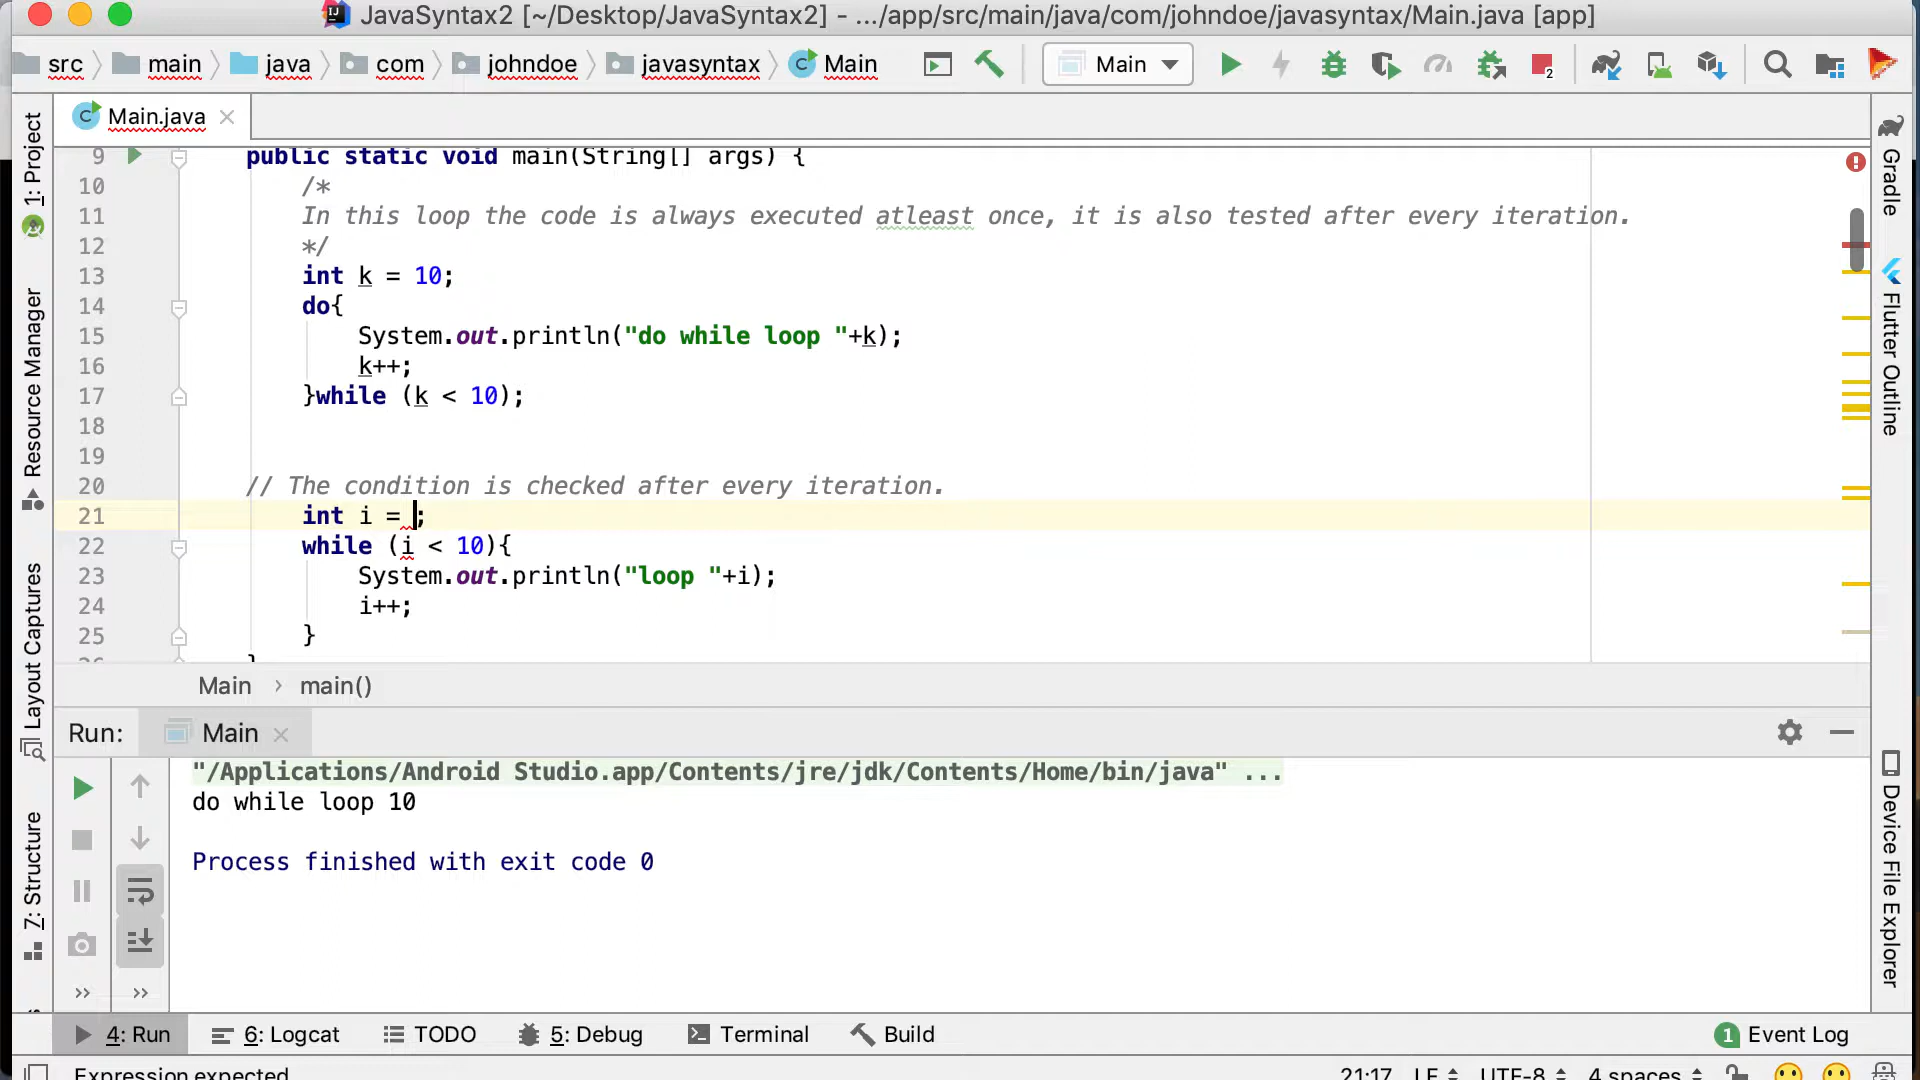 JavaSyntax2 [~/Desktop/JavaSyntax2] - .../app/src/main/java/com/johndoe/javasyntax/Main.java [app]
src main java com johndoe javasyntax Main Main 2
Main.java
9 public static void main(String[] args) {
10 /*
11 In this loop the code is always executed atleast once, it is also tested after every iteration.
12 */
13 int k = 10;
14 do{
15 System.out.println("do while loop "+k);
16 k++;
17 }while (k < 10);
18
19
20 // The condition is checked after every iteration.
21 int i = ;
22 while (i < 10){
23 System.out.println("loop "+i);
24 i++;
25 }
26 }
Main › main()
Run: Main
"/Applications/Android Studio.app/Contents/jre/jdk/Contents/Home/bin/java" ...
do while loop 10
Process finished with exit code 0
4: Run 6: Logcat TODO 5: Debug Terminal Build 1 Event Log
Expression expected 21:17 LF UTF-8 4 spaces
1: Project
Resource Manager
Layout Captures
7: Structure
Gradle
Flutter Outline
Device File Explorer